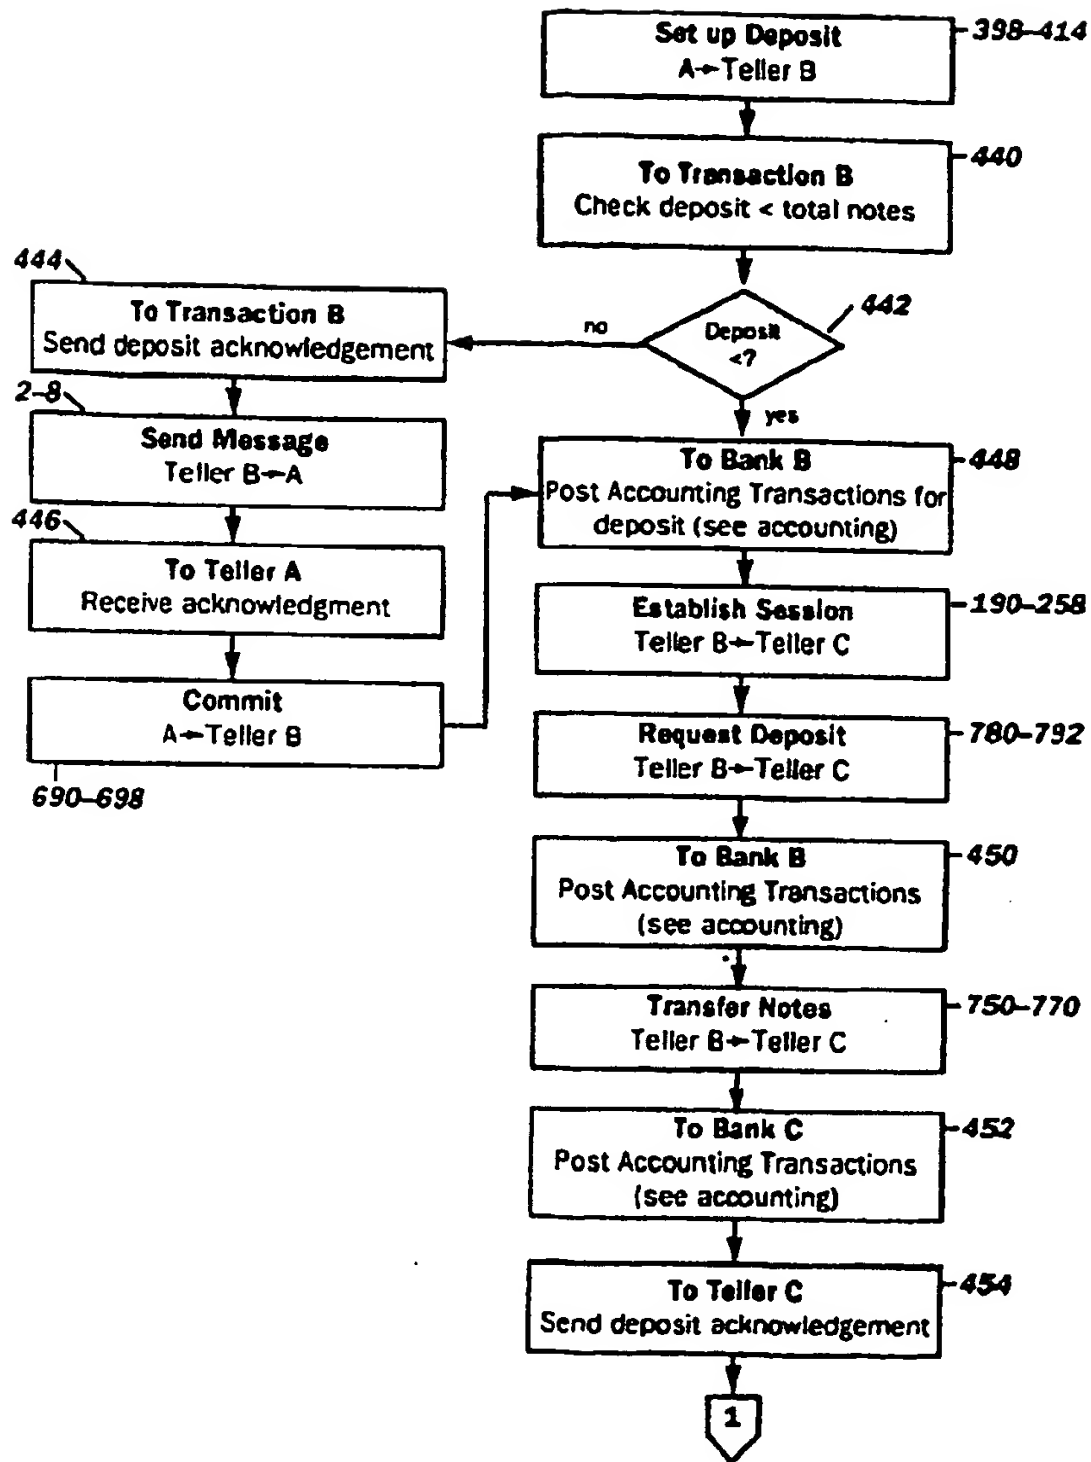 Set up Deposit
A→Teller B
398–414
To Transaction B
Check deposit < total notes
440
Deposit
<?
442
no
yes
444
To Transaction B
Send deposit acknowledgement
2–8
Send Message
Teller B→A
446
To Teller A
Receive acknowledgment
Commit
A→Teller B
690–698
To Bank B
Post Accounting Transactions for
deposit (see accounting)
448
Establish Session
Teller B→Teller C
190–258
Request Deposit
Teller B→Teller C
780–792
To Bank B
Post Accounting Transactions
(see accounting)
450
Transfer Notes
Teller B→Teller C
750–770
To Bank C
Post Accounting Transactions
(see accounting)
452
To Teller C
Send deposit acknowledgement
454
1